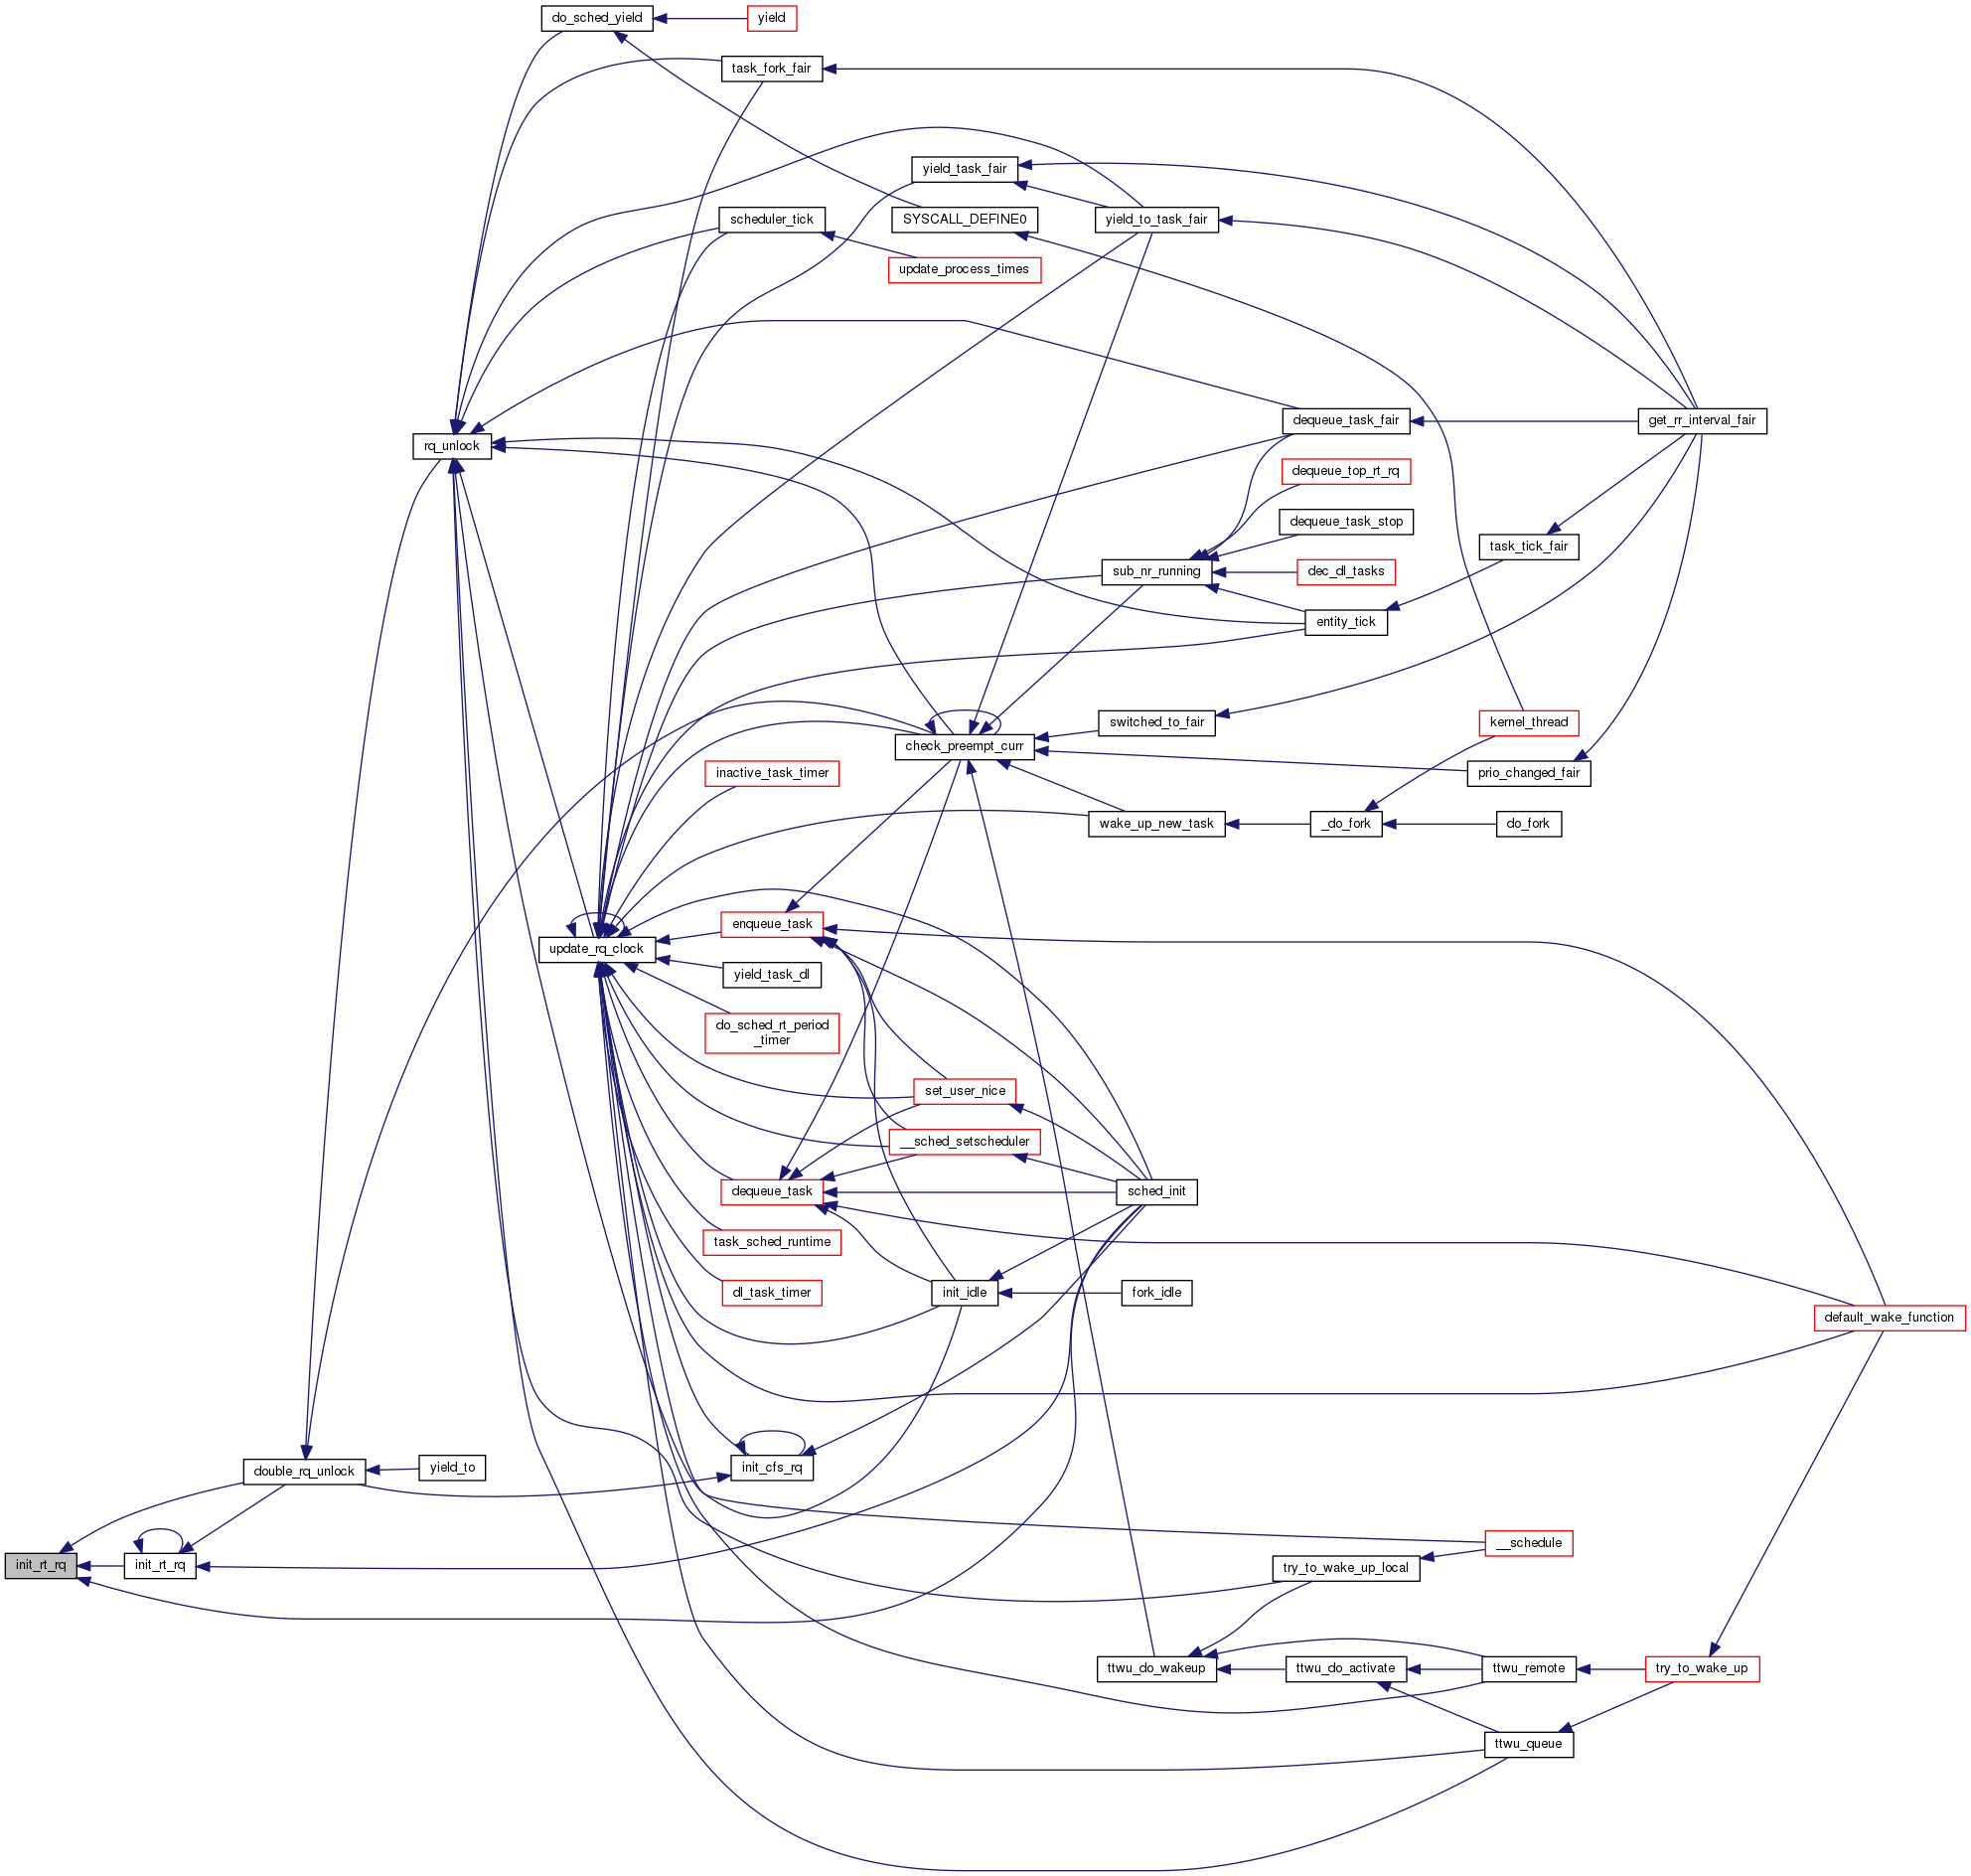 do_sched_yield
yield
task_fork_fair
yield_task_fair
scheduler_tick
SYSCALL_DEFINE0
yield_to_task_fair
update_process_times
dequeue_task_fair
get_rr_interval_fair
rq_unlock
dequeue_top_rt_rq
dequeue_task_stop
task_tick_fair
sub_nr_running
dec_dl_tasks
entity_tick
switched_to_fair
kernel_thread
check_preempt_curr
inactive_task_timer
prio_changed_fair
wake_up_new_task
_do_fork
do_fork
enqueue_task
update_rq_clock
yield_task_dl
do_sched_rt_period
_timer
set_user_nice
__sched_setscheduler
dequeue_task
sched_init
task_sched_runtime
dl_task_timer
init_idle
fork_idle
default_wake_function
double_rq_unlock
yield_to
init_cfs_rq
init_rt_rq
init_rt_rq
__schedule
try_to_wake_up_local
ttwu_do_wakeup
ttwu_do_activate
ttwu_remote
try_to_wake_up
ttwu_queue